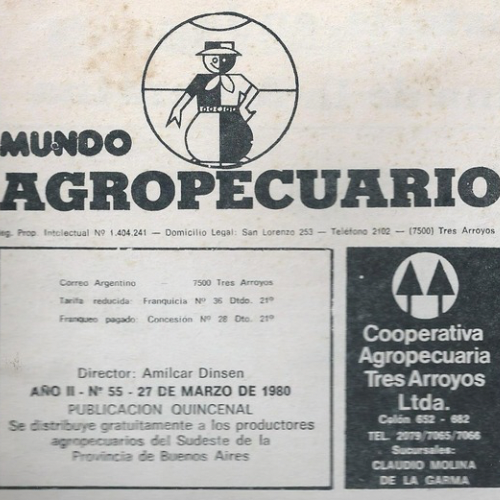 MUNDO
AGROPECUARIO
eg. Prop. Intelectual Nº 1.404.241 — Domicilio Legal: San Lorenzo 253 — Teléfono 2102 — (7500) Tres Arroyos
Correo Argentino - 7500 Tres Arroyos
Tarifa reducida: Franquicia Nº 36 Dtdo. 21º
Franqueo pagado: Concesión Nº 28 Dto. 21º
Director: Amílcar Dinsen
AÑO II - Nº 55 - 27 DE MARZO DE 1980
PUBLICACION QUINCENAL
Se distribuye gratuitamente a los productores
agropecuarios del Sudeste de la
Provincia de Buenos Aires
Cooperativa
Agropecuaria
Tres Arroyos
Ltda.
Colón 652 - 682
TEL. 2079/7065/7066
Sucursales:
CLAUDIO MOLINA
DE LA GARMA